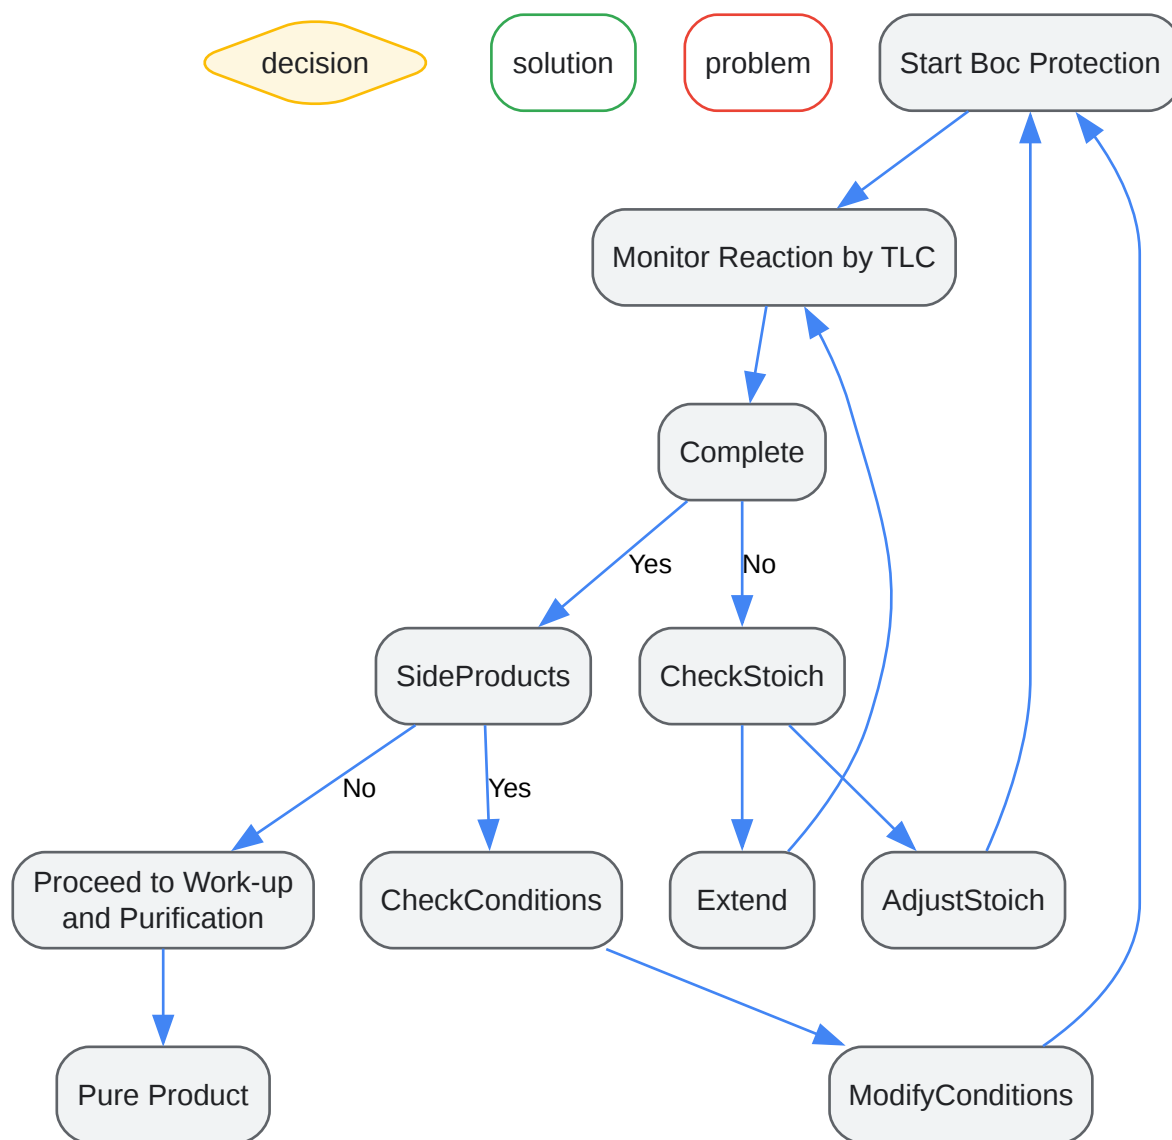 decision
solution
problem
Start Boc Protection
Monitor Reaction by TLC
Complete
Yes
No
SideProducts
CheckStoich
No
Yes
Proceed to Work-up
and Purification
CheckConditions
Extend
AdjustStoich
Pure Product
ModifyConditions